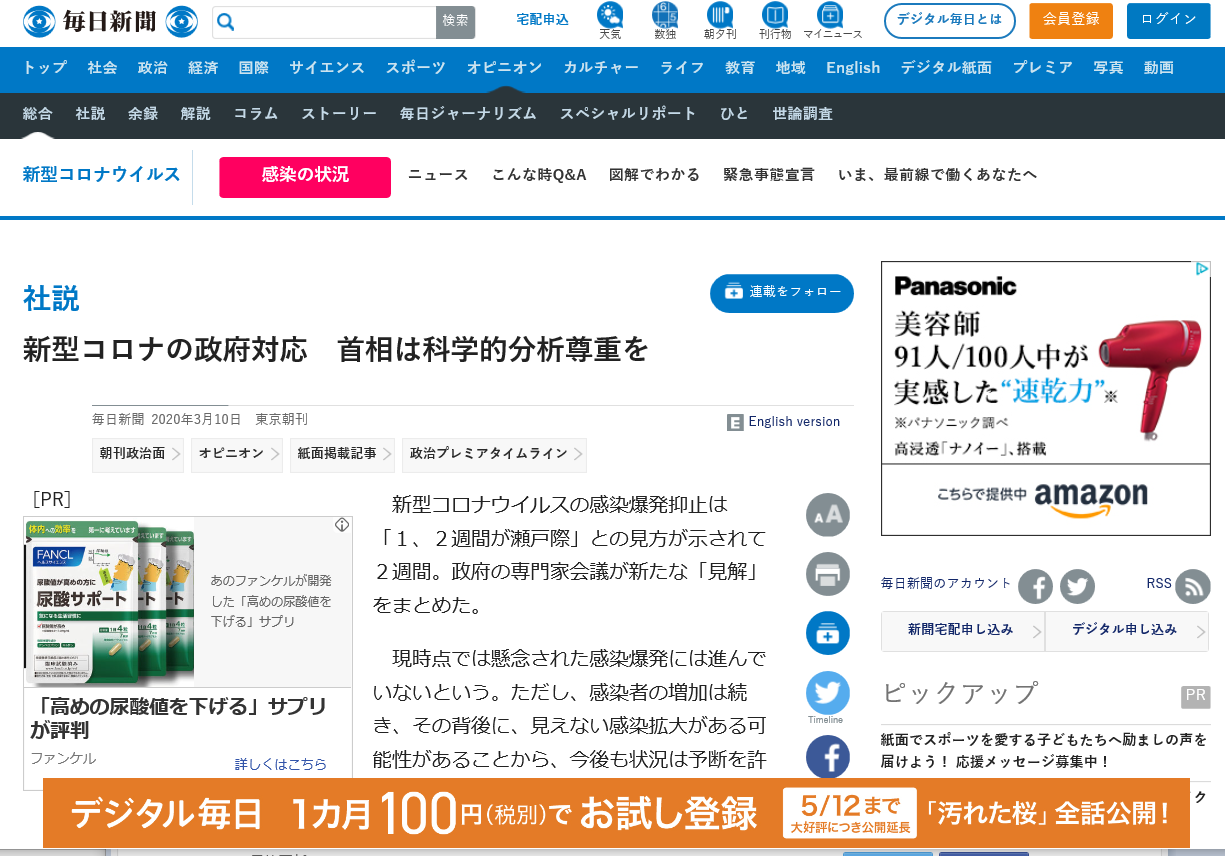 毎日新聞
検索
宅配申込
天気
数独
朝夕刊
刊行物
マイニュース
デジタル毎日とは
会員登録
ログイン
トップ 社会 政治 経済 国際 サイエンス スポーツ オピニオン カルチャー ライフ 教育 地域 English デジタル紙面 プレミア 写真 動画
総合 社説 余録 解説 コラム ストーリー 毎日ジャーナリズム スペシャルリポート ひと 世論調査
新型コロナウイルス 感染の状況 ニュース こんな時Q&A 図解でわかる 緊急事態宣言 いま、最前線で働くあなたへ
社説
連載をフォロー
新型コロナの政府対応　首相は科学的分析尊重を
毎日新聞 2020年3月10日　東京朝刊
E English version
朝刊政治面
オピニオン
紙面掲載記事
政治プレミアタイムライン
［PR］
体内への効率を 第一に考えています
FANCL
尿酸値が高めの方に
尿酸サポート
あのファンケルが開発
した「高めの尿酸値を
下げる」サプリ
「高めの尿酸値を下げる」サプリ
が評判
ファンケル
詳しくはこちら
　新型コロナウイルスの感染爆発抑止は
「１、２週間が瀬戸際」との見方が示されて
２週間。政府の専門家会議が新たな「見解」
をまとめた。
　現時点では懸念された感染爆発には進んで
いないという。ただし、感染者の増加は続
き、その背後に、見えない感染拡大がある可
能性があることから、今後も状況は予断を許
AA
Timeline
Panasonic
美容師
91人/100人中が
実感した“速乾力”※
※パナソニック調べ
高浸透「ナノイー」、搭載
こちらで提供中 amazon
毎日新聞のアカウント
RSS
新聞宅配申し込み
デジタル申し込み
ピックアップ
PR
紙面でスポーツを愛する子どもたちへ励ましの声を
届けよう！ 応援メッセージ募集中！
ク
デジタル毎日 1カ月100円(税別)でお試し登録
5/12まで
大好評につき公開延長
「汚れた桜」全話公開！